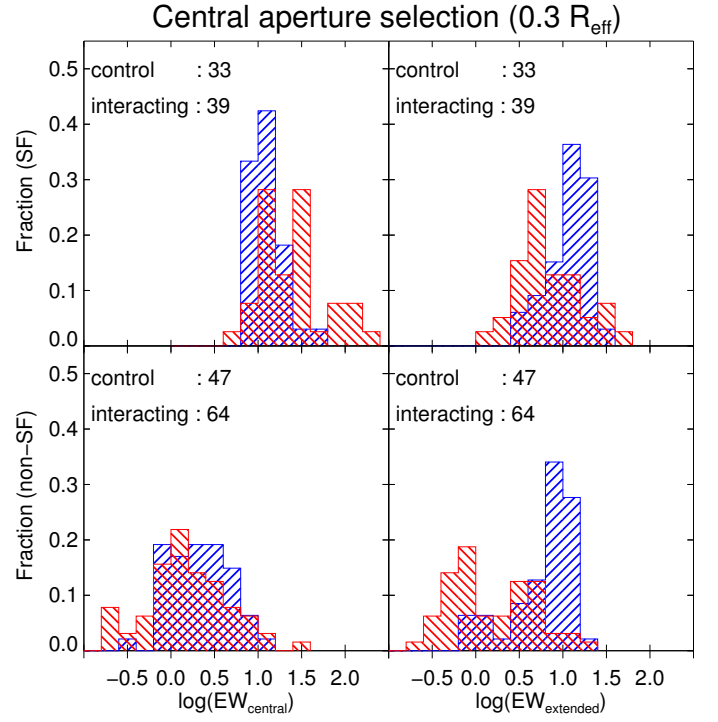 Central aperture selection (0.3 R_eff)
control : 33
interacting : 39
control : 33
interacting : 39
Fraction (SF)
0.5
0.4
0.3
0.2
0.1
0.0
control : 47
interacting : 64
control : 47
interacting : 64
Fraction (non−SF)
0.5
0.4
0.3
0.2
0.1
0.0
−0.5 0.0 0.5 1.0 1.5 2.0
−0.5 0.0 0.5 1.0 1.5 2.0
log(EW_central)
log(EW_extended)